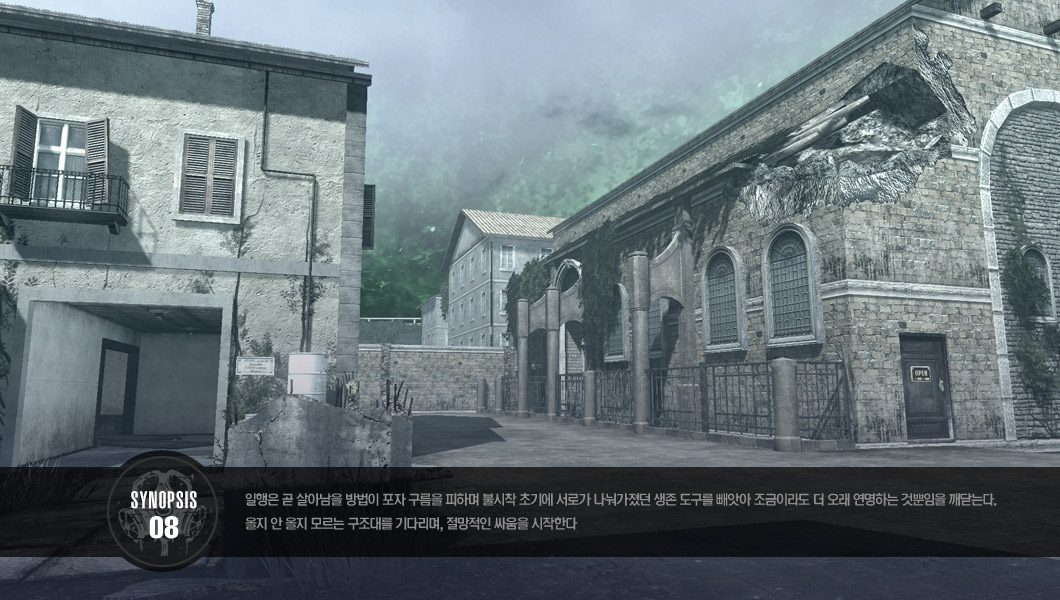 OPEN
SYNOPSIS
08
일행은 곧 살아남을 방법이 포자 구름을 피하며 불시착 초기에 서로가 나눠가졌던 생존 도구를 빼앗아 조금이라도 더 오래 연명하는 것뿐임을 깨닫는다.
올지 안 올지 모르는 구조대를 기다리며, 절망적인 싸움을 시작한다